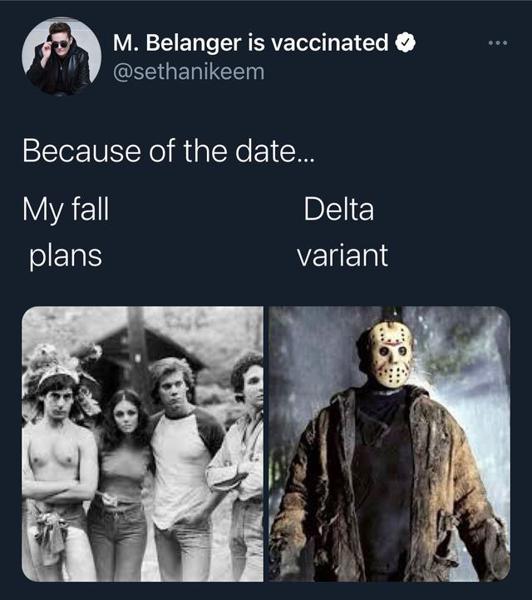 M. Belanger is vaccinated
@sethanikeem
Because of the date...
My fall Delta
plans variant